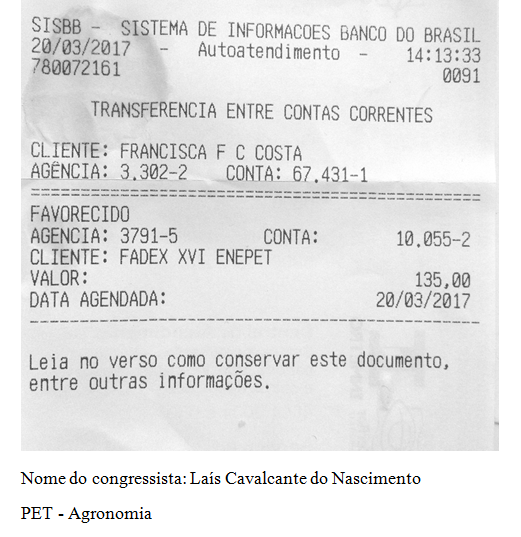 SISBB - SISTEMA DE INFORMACOES BANCO DO BRASIL
20/03/2017 - Autoatendimento - 14:13:33
780072161 0091
TRANSFERENCIA ENTRE CONTAS CORRENTES
CLIENTE: FRANCISCA F C COSTA
AGÊNCIA: 3.302-2 CONTA: 67.431-1
FAVORECIDO
AGENCIA: 3791-5 CONTA: 10.055-2
CLIENTE: FADEX XVI ENEPET
VALOR: 135,00
DATA AGENDADA: 20/03/2017
Leia no verso como conservar este documento,
entre outras informações.
Nome do congressista: Laís Cavalcante do Nascimento
PET - Agronomia